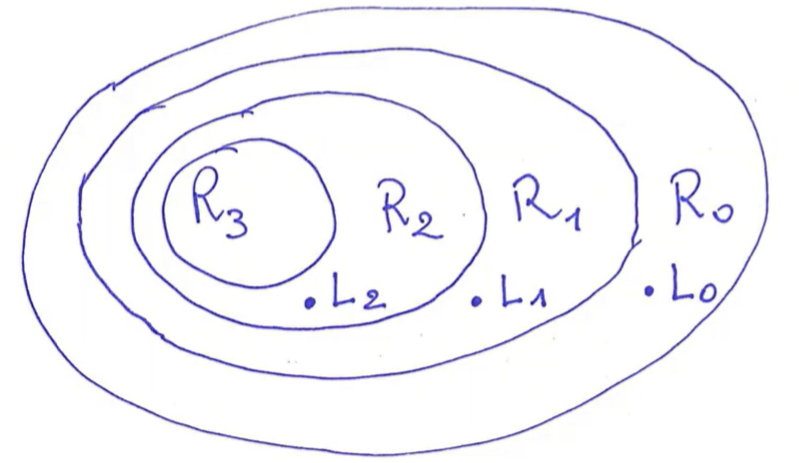 R₃ R₂ R₁ R₀
.L₂ .L₁ .L₀